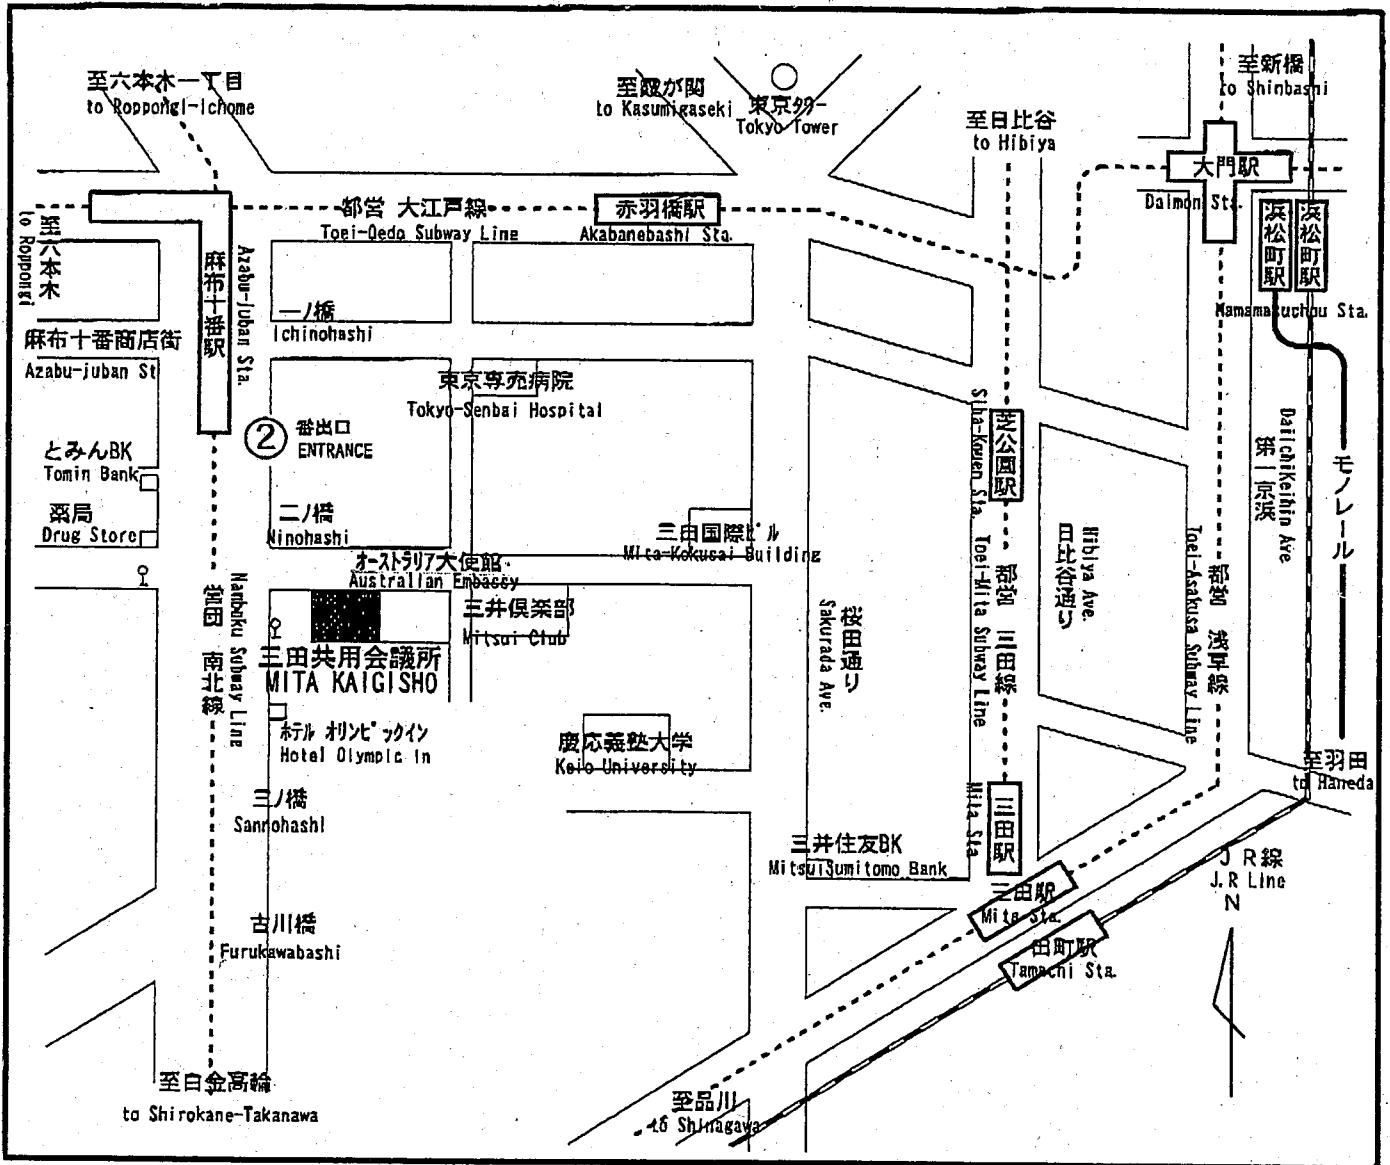 至六本木一丁目
to Roppongi-Ichome
至霞が関
to Kasumigaseki
東京タワー
Tokyo Tower
至日比谷
to Hibiya
至新橋
to Shinbashi
大門駅
Daimon Sta.
都営 大江戸線
Toei-Oedo Subway Line
赤羽橋駅
Akabanebashi Sta.
至六本木
to Roppongi
麻布十番駅
Azabu-juban Sta.
浜松町駅
浜松町駅
Mamamatuchou Sta.
一ノ橋
Ichinohashi
麻布十番商店街
Azabu-juban St
東京専売病院
Tokyo-Senbai Hospital
② 番出口
ENTRANCE
芝公園駅
Siba-Kouen Sta.
第一京浜
DaiichiKeihin Ave
モノレール
とみんBK
Tomin Bank
薬局
Drug Store
二ノ橋
Ninohashi
三田国際ビル
Mita-Kokusai Building
オーストラリア大使館
Australian Embassy
三井倶楽部
Mitsui Club
営団 南北線
Nanboku Subway Line
三田共用会議所
MITA KAIGISHO
桜田通り
Sakurada Ave.
都営 三田線
Toei-Mita Subway Line
日比谷通り
Hibiya Ave.
都営 浅草線
Toei-Asakusa Subway Line
ホテル オリンピックイン
Hotel Olympic In
慶応義塾大学
Keio University
至羽田
to Haneda
三ノ橋
Sannohashi
三田駅
Mita Sta
三井住友BK
MitsuiSumitomo Bank
三田駅
Mita Sta.
田町駅
Tamachi Sta.
JR線
J.R Line
N
古川橋
Furukawabashi
至白金高輪
to Shirokane-Takanawa
至品川
to Shinagawa